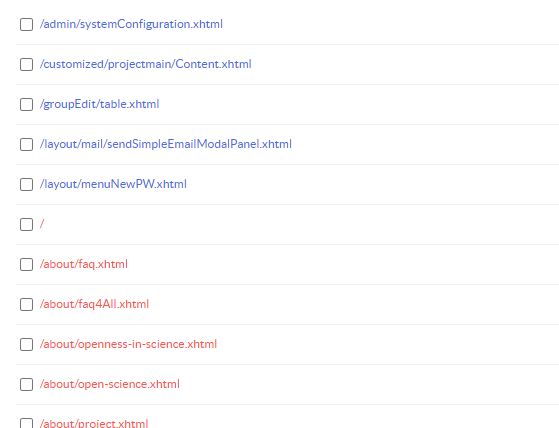 /admin/systemConfiguration.xhtml
/customized/projectmain/Content.xhtml
/groupEdit/table.xhtml
/layout/mail/sendSimpleEmailModalPanel.xhtml
/layout/menuNewPW.xhtml
/
/about/faq.xhtml
/about/faq4All.xhtml
/about/openness-in-science.xhtml
/about/open-science.xhtml
/about/project.xhtml